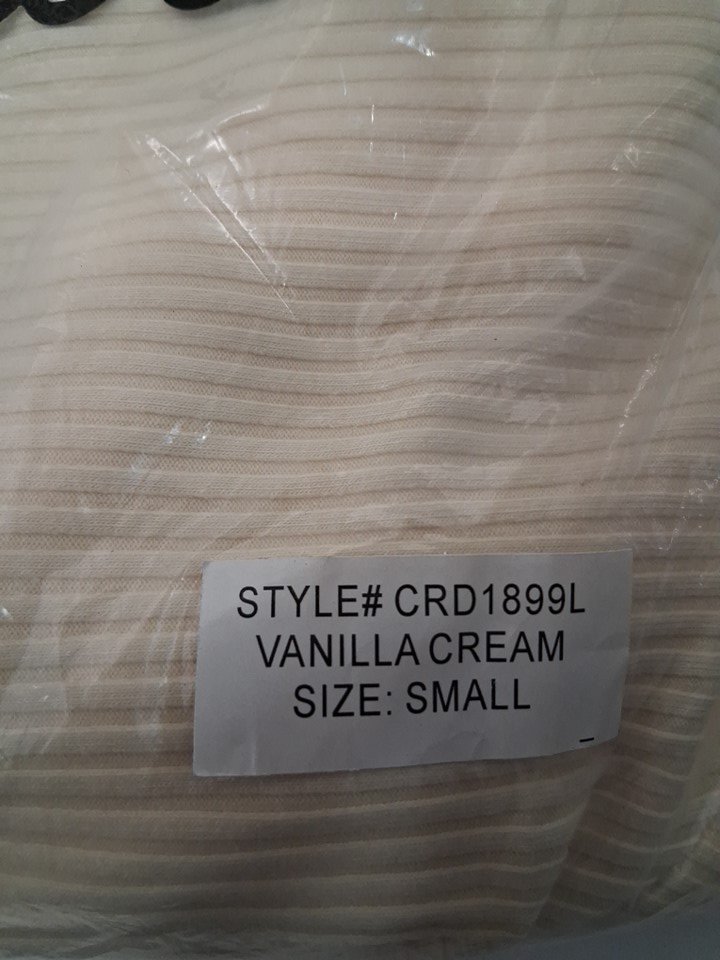 STYLE# CRD1899L
VANILLA CREAM
SIZE: SMALL